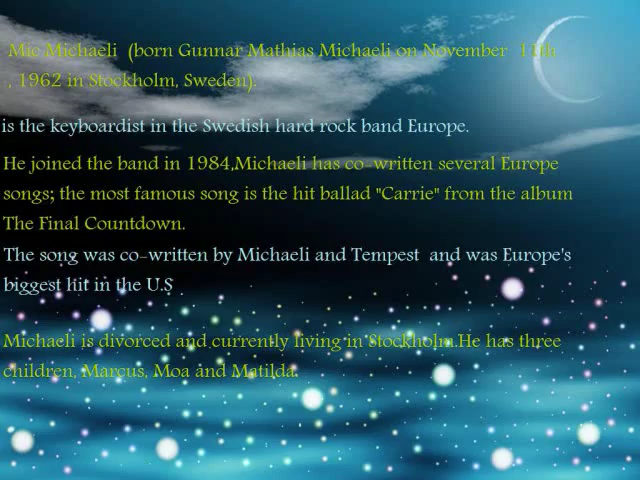 Mic Michaeli (born Gunnar Mathias Michaeli on November 11th
, 1962 in Stockholm, Sweden).
is the keyboardist in the Swedish hard rock band Europe.
He joined the band in 1984,Michaeli has co-written several Europe
songs; the most famous song is the hit ballad "Carrie" from the album
The Final Countdown.
The song was co-written by Michaeli and Tempest and was Europe's
biggest hit in the U.S
Michaeli is divorced and currently living in Stockholm.He has three
children, Marcus, Moa and Matilda.